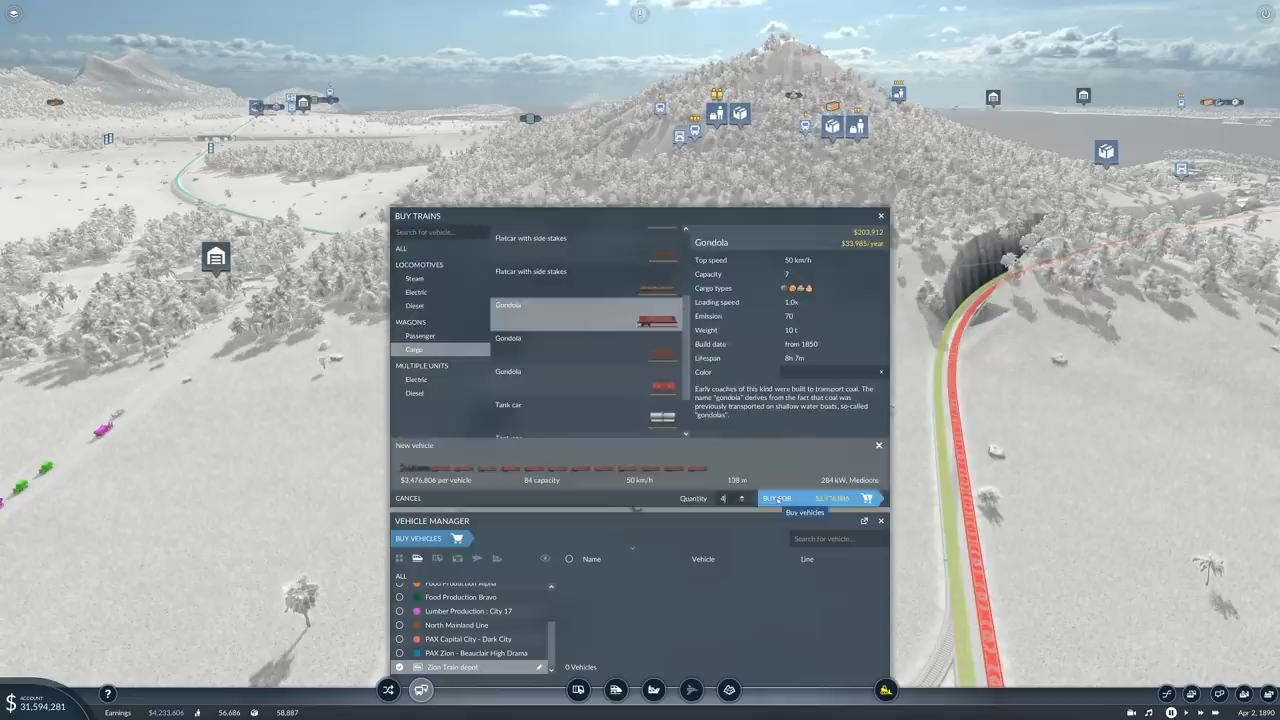 BUY TRAINS
Search for vehicle...
ALL
LOCOMOTIVES
Steam
Electric
Diesel
WAGONS
Passenger
Cargo
MULTIPLE UNITS
Electric
Diesel
Flatcar with side stakes
Flatcar with side stakes
Gondola
Gondola
Gondola
Tank car
$203,912
Gondola
$33,985/year
Top speed 50 km/h
Capacity 7
Cargo types
Loading speed 1.0x
Emission 70
Weight 10 t
Build date from 1850
Lifespan 8h 7m
Color
Early coaches of this kind were built to transport coal. The
name "gondola" derives from the fact that coal was
previously transported on shallow water boats, so-called
"gondolas".
New vehicle
$3,476,806 per vehicle 84 capacity 50 km/h 138 m 284 kW, Mediocre
CANCEL Quantity 4 BUY FOR
Buy vehicles
VEHICLE MANAGER
BUY VEHICLES Search for vehicle...
Name Vehicle Line
ALL
Food Production Alpha
Food Production Bravo
Lumber Production : City 17
North Mainland Line
PAX Capital City - Dark City
PAX Zion - Beauclair High Drama
Zion Train depot 0 Vehicles
$ ACCOUNT
31,594,281
?
Earnings $4,233,606 56,686 58,887 Apr 2, 1890